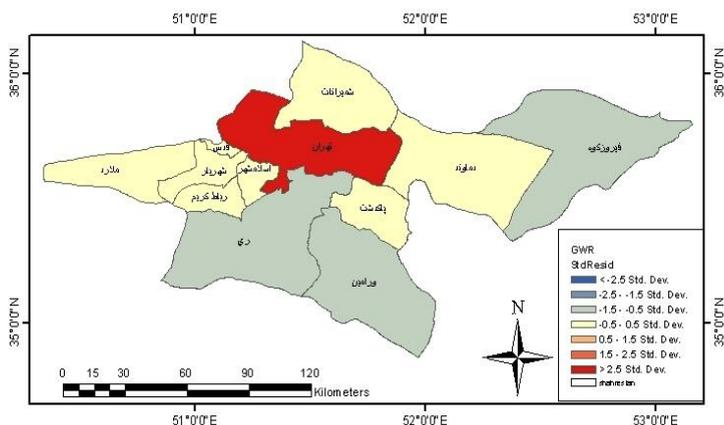 51°0'0"E 52°0'0"E 53°0'0"E
36°0'0"N
36°0'0"N
شمیرانات
تهران
فیروزکوه
دماوند
قدس
ملارد
شهریار
اسلامشهر
رباط کریم
پاکدشت
ری
ورامین
35°0'0"N
35°0'0"N
GWR
StdResid
< -2.5 Std. Dev.
-2.5 - -1.5 Std. Dev.
-1.5 - -0.5 Std. Dev.
-0.5 - 0.5 Std. Dev.
0.5 - 1.5 Std. Dev.
1.5 - 2.5 Std. Dev.
> 2.5 Std. Dev.
shahrestan
N
0 15 30 60 90 120
Kilometers
51°0'0"E 52°0'0"E 53°0'0"E